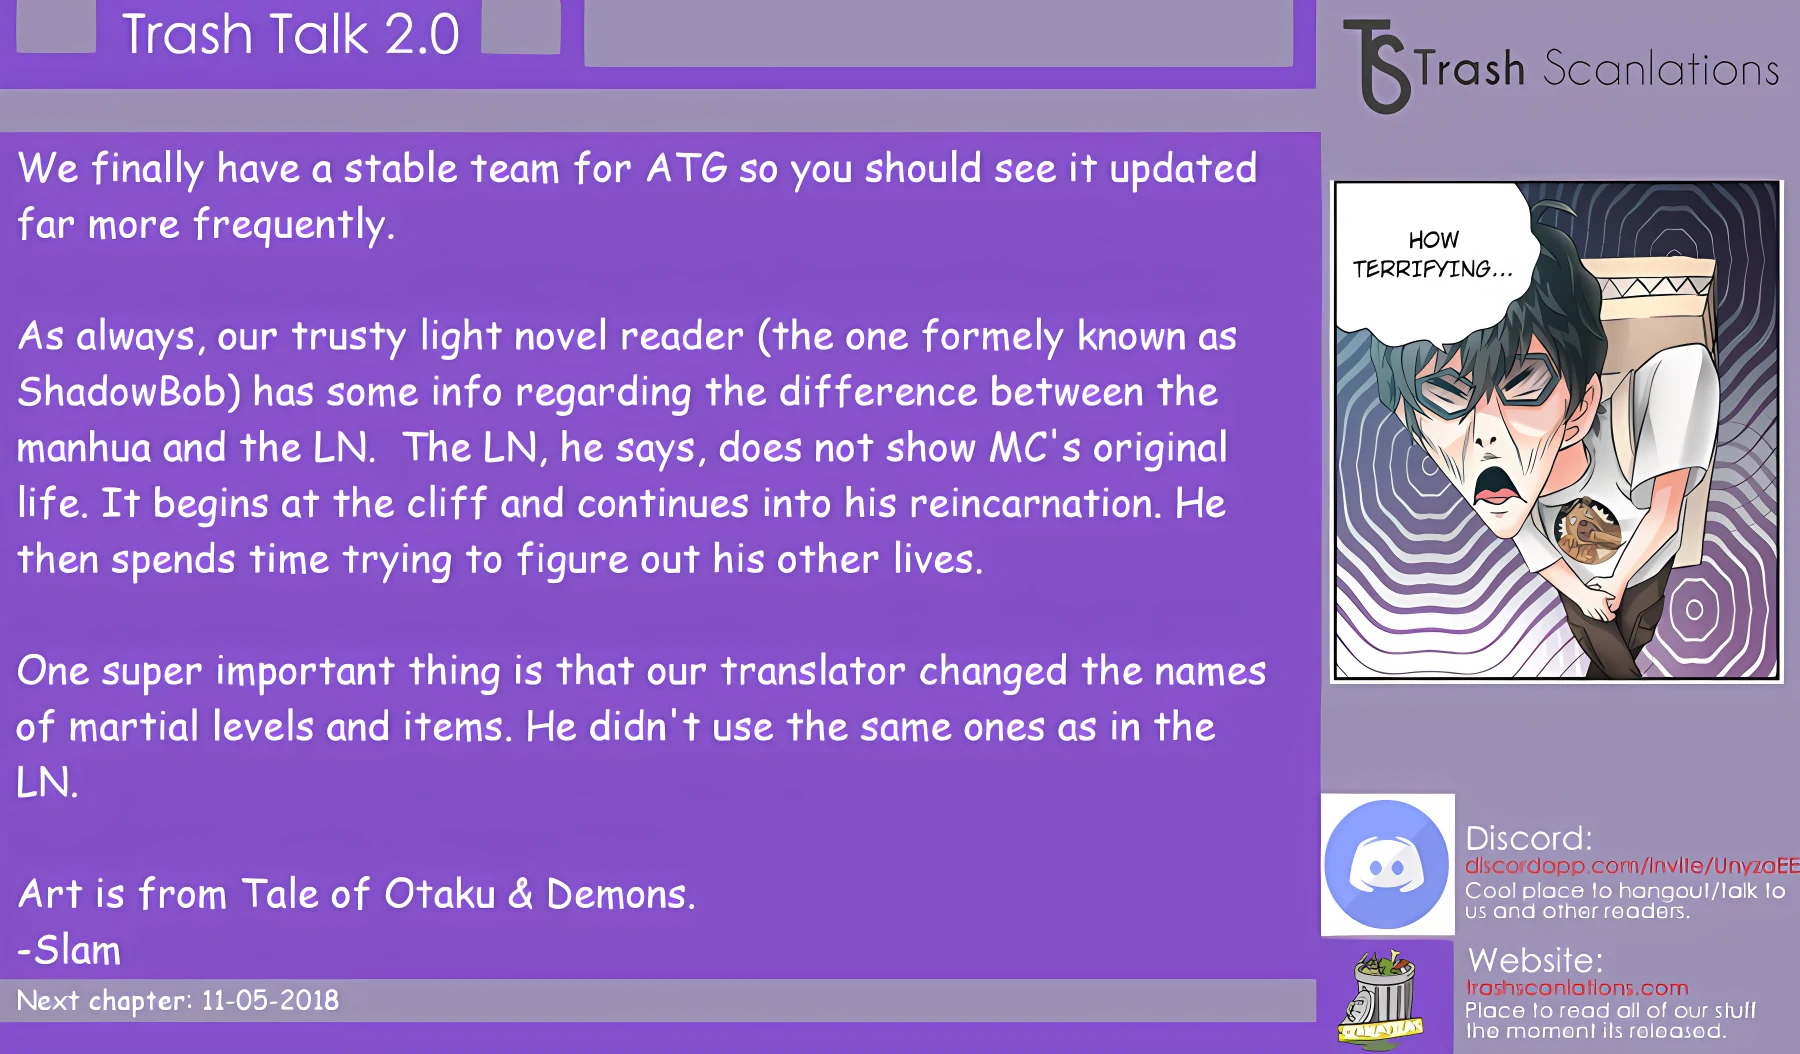 Trash Talk 2.0
TS Trash Scanlations
We finally have a stable team for ATG so you should see it updated
far more frequently.
As always, our trusty light novel reader (the one formely known as
ShadowBob) has some info regarding the difference between the
manhua and the LN.  The LN, he says, does not show MC's original
life. It begins at the cliff and continues into his reincarnation. He
then spends time trying to figure out his other lives.
One super important thing is that our translator changed the names
of martial levels and items. He didn't use the same ones as in the
LN.
Art is from Tale of Otaku & Demons.
-Slam
Next chapter: 11-05-2018
HOW
TERRIFYING...
Discord:
discordapp.com/invite/UnyzaEE
Cool place to hangout/talk to
us and other readers.
Website:
trashscanlations.com
Place to read all of our stuff
the moment its released.